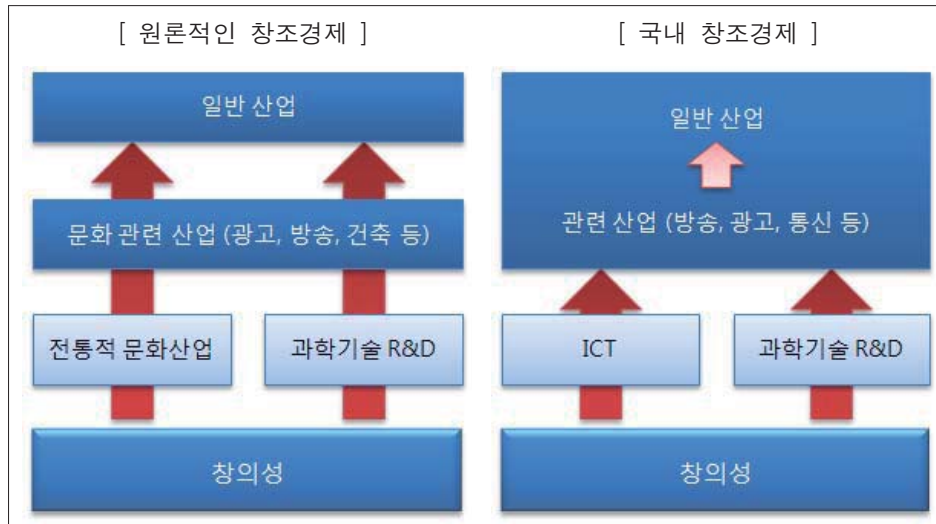 [ 원론적인 창조경제 ]
일반 산업
문화 관련 산업 (광고, 방송, 건축 등)
전통적 문화산업
과학기술 R&D
창의성
[ 국내 창조경제 ]
일반 산업
관련 산업 (방송, 광고, 통신 등)
ICT
과학기술 R&D
창의성